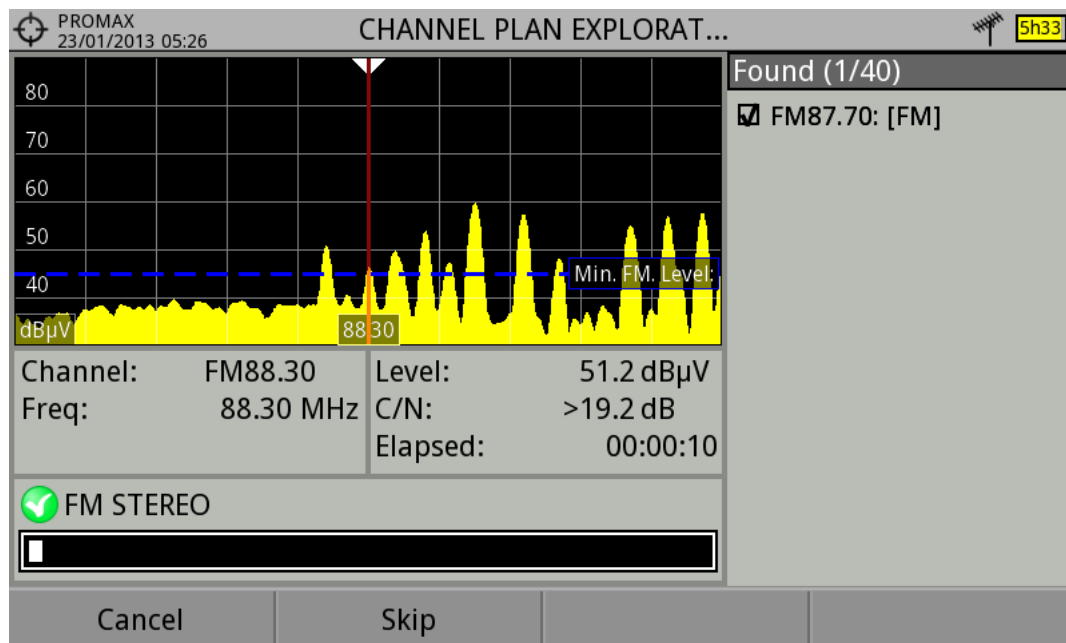 PROMAX
23/01/2013 05:26
CHANNEL PLAN EXPLORAT...
5h33
80
70
60
50
40
dBµV
Min. FM. Level:
88.30
Found (1/40)
FM87.70: [FM]
Channel: FM88.30
Freq: 88.30 MHz
Level: 51.2 dBµV
C/N: >19.2 dB
Elapsed: 00:00:10
FM STEREO
Cancel
Skip